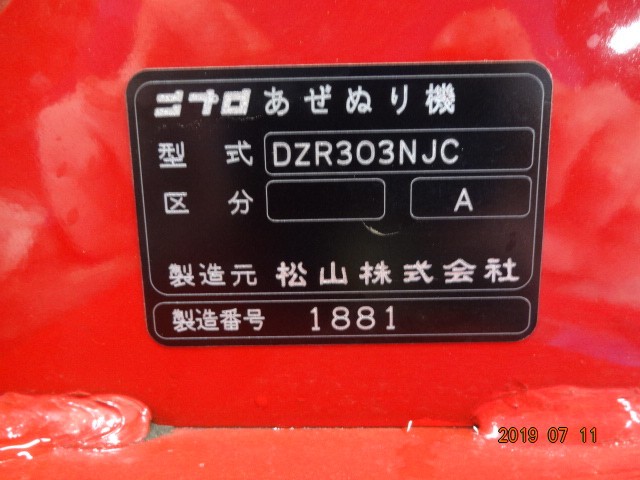 ニプロ あぜぬり機
型 式 DZR303NJC
区 分 A
製造元 松山株式会社
製造番号 1881
2019 07 11